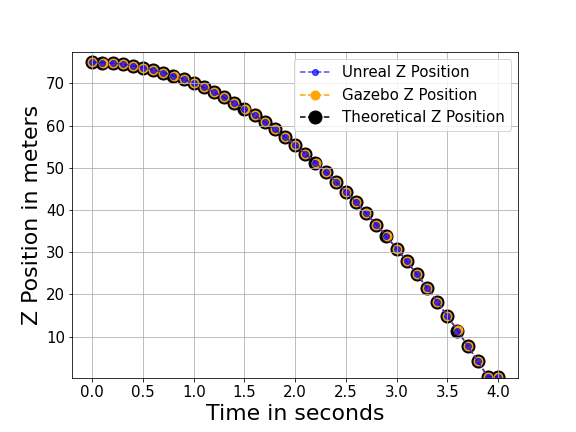 Unreal Z Position
Gazebo Z Position
Theoretical Z Position
Z Position in meters
70
60
50
40
30
20
10
0.0 0.5 1.0 1.5 2.0 2.5 3.0 3.5 4.0
Time in seconds